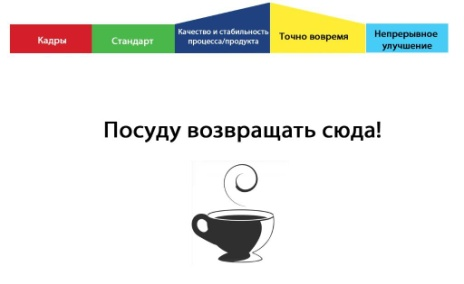 Кадры
Стандарт
Качество и стабильность
процесса/продукта
Точно вовремя
Непрерывное
улучшение
Посуду возвращать сюда!